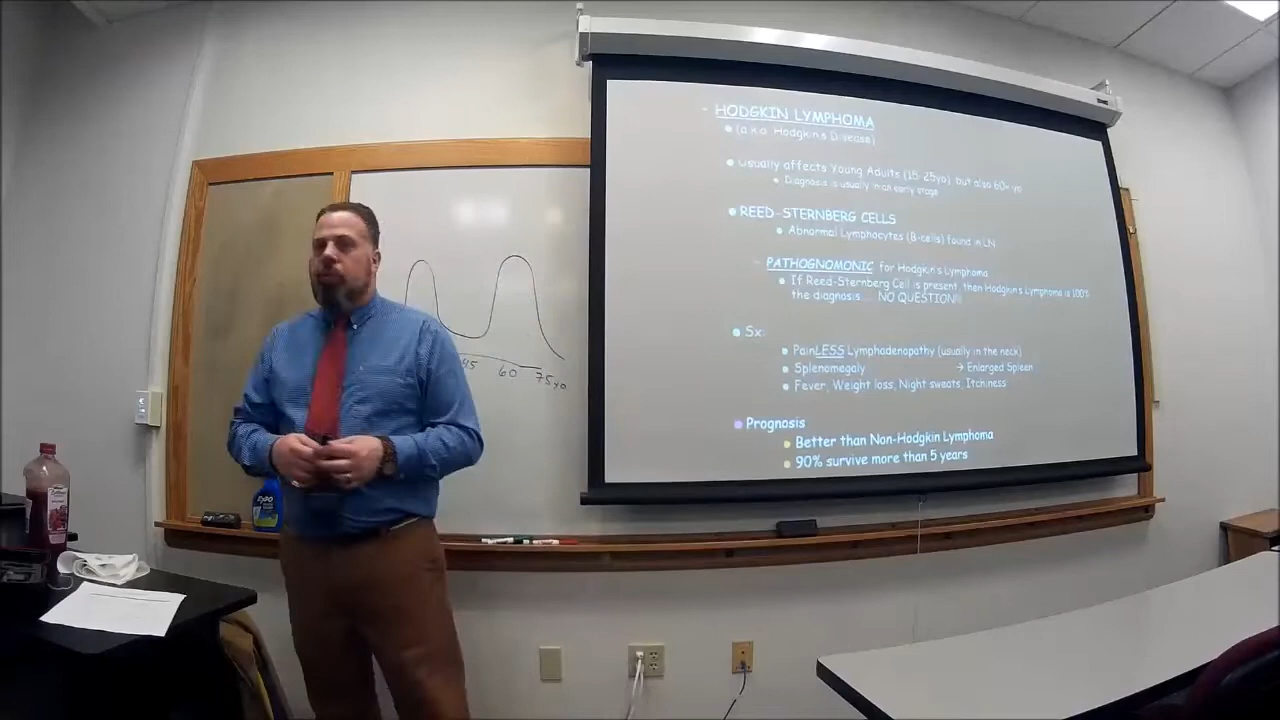 - HODGKIN LYMPHOMA
(a.k.a. Hodgkin's Disease)
Usually affects Young Adults (15-25yo), but also 60+ yo
Diagnosis is usually in an early stage
REED-STERNBERG CELLS
Abnormal Lymphocytes (B-cells) found in LN
- PATHOGNOMONIC for Hodgkin's Lymphoma
If Reed-Sternberg Cell is present, then Hodgkin's Lymphoma is 100%
the diagnosis.... NO QUESTION!!!
Sx:
PainLESS Lymphadenopathy (usually in the neck)
Splenomegaly → Enlarged Spleen
Fever, Weight loss, Night sweats, Itchiness
Prognosis
Better than Non-Hodgkin Lymphoma
90% survive more than 5 years
45 60 75yo
EXPO